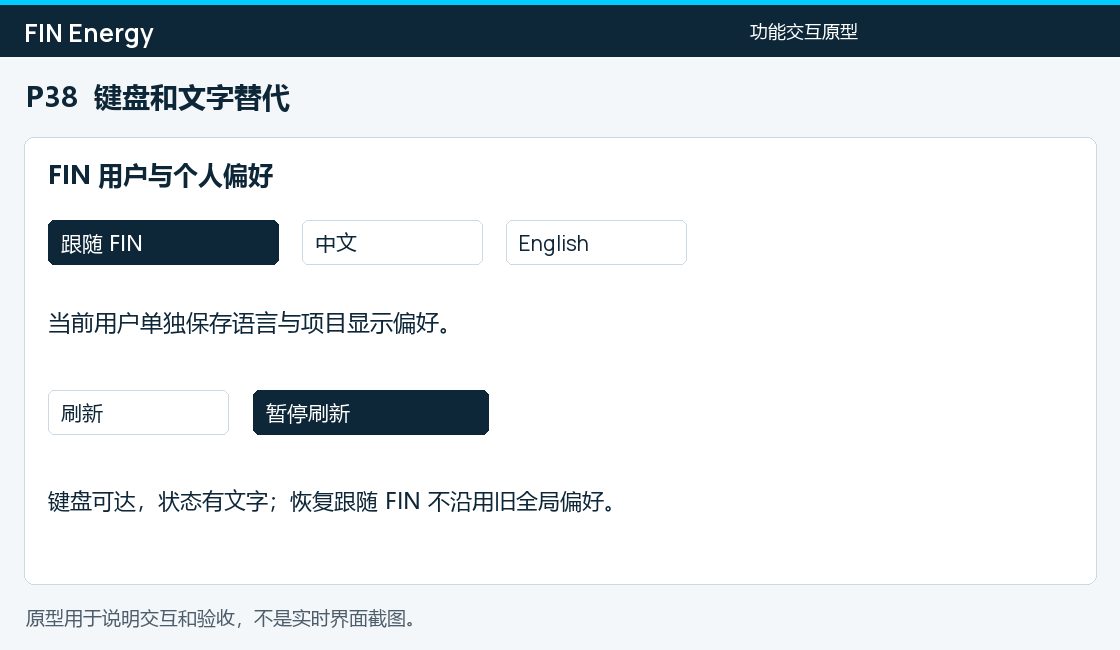 FIN Energy
功能交互原型
P38 键盘和文字替代
FIN 用户与个人偏好
跟随 FIN
中文
English
当前用户单独保存语言与项目显示偏好。
刷新
暂停刷新
键盘可达，状态有文字；恢复跟随 FIN 不沿用旧全局偏好。
原型用于说明交互和验收，不是实时界面截图。